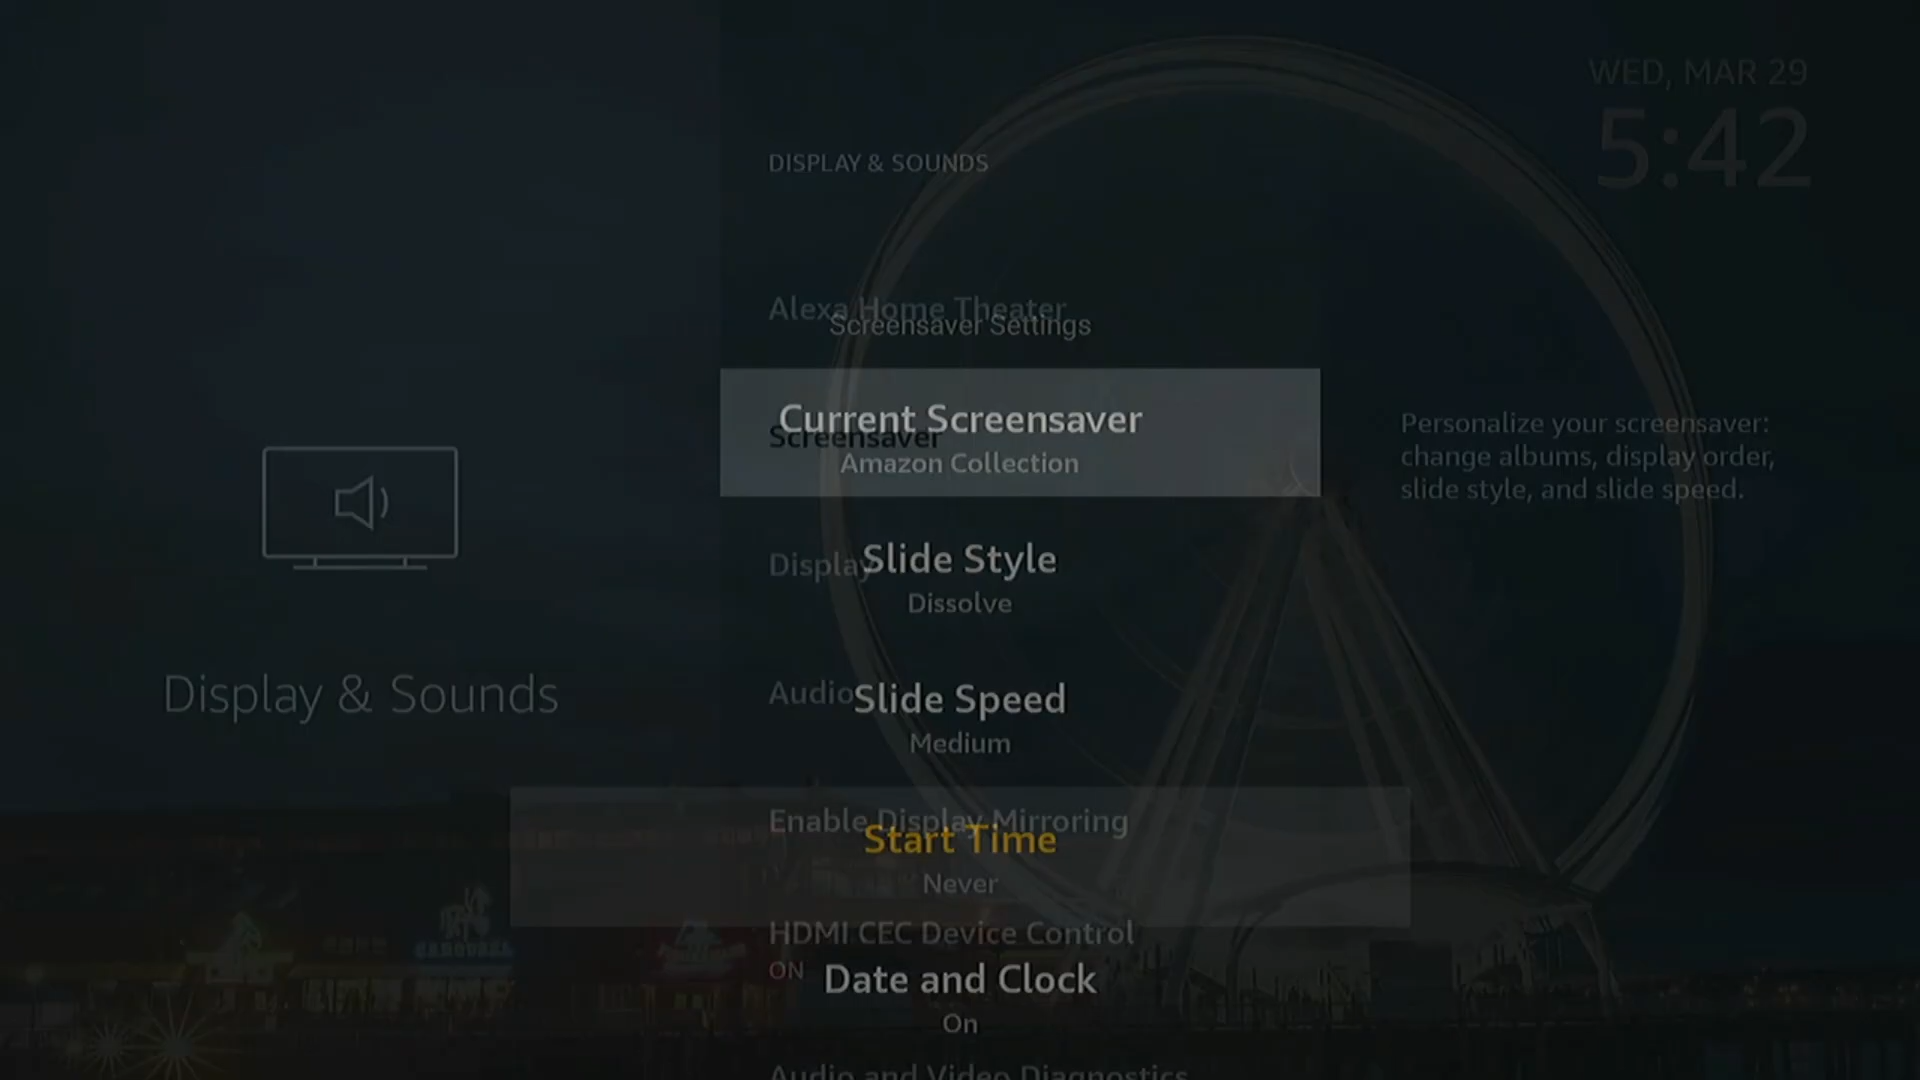 WED, MAR 29
5:42
DISPLAY & SOUNDS
Alexa Home Theater
Screensaver Settings
Current Screensaver
Screensaver
Amazon Collection
Personalize your screensaver:
change albums, display order,
slide style, and slide speed.
Display
Slide Style
Dissolve
Display & Sounds
Audio
Slide Speed
Medium
Enable Display Mirroring
Start Time
Never
HDMI CEC Device Control
ON
Date and Clock
On
CAROUSEL
Audio and Video Diagnostics